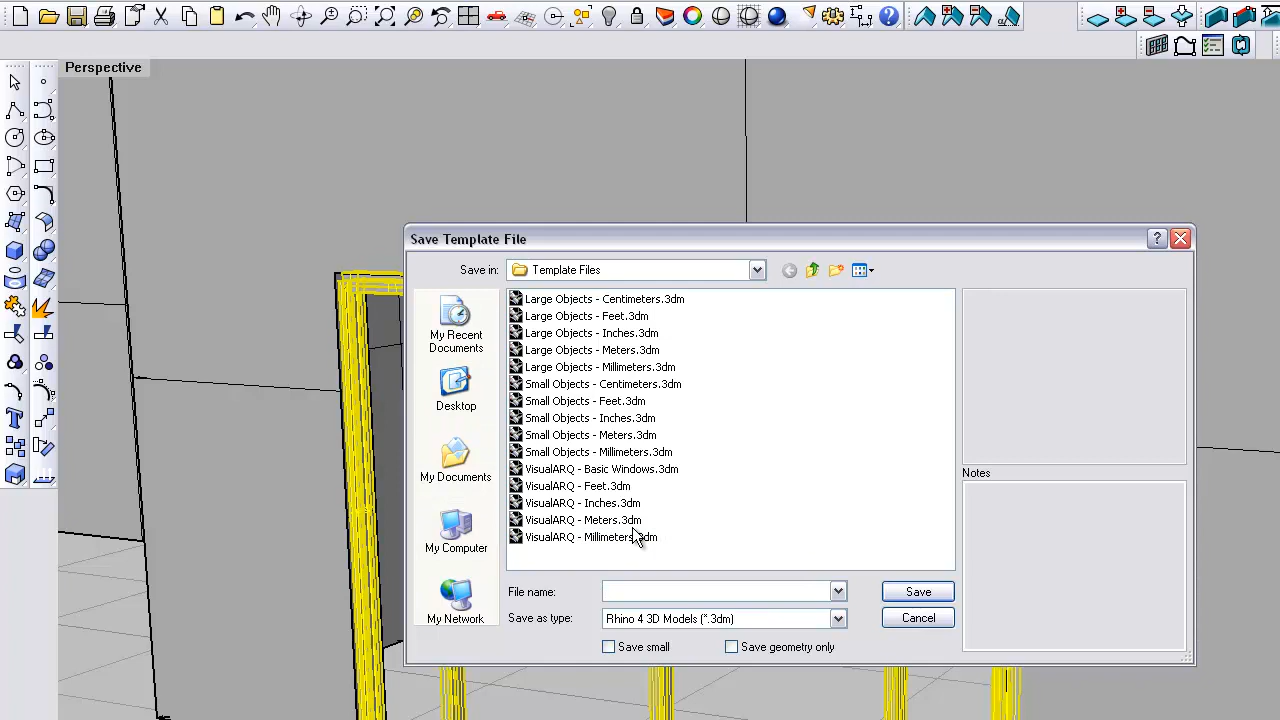 Perspective
Save Template File
Save in:
Template Files
Large Objects - Centimeters.3dm
Large Objects - Feet.3dm
Large Objects - Inches.3dm
Large Objects - Meters.3dm
Large Objects - Millimeters.3dm
Small Objects - Centimeters.3dm
Small Objects - Feet.3dm
Small Objects - Inches.3dm
Small Objects - Meters.3dm
Small Objects - Millimeters.3dm
VisualARQ - Basic Windows.3dm
VisualARQ - Feet.3dm
VisualARQ - Inches.3dm
VisualARQ - Meters.3dm
VisualARQ - Millimeters.3dm
My Recent
Documents
Desktop
My Documents
My Computer
My Network
Notes
File name:
Save
Save as type:
Rhino 4 3D Models (*.3dm)
Cancel
Save small
Save geometry only